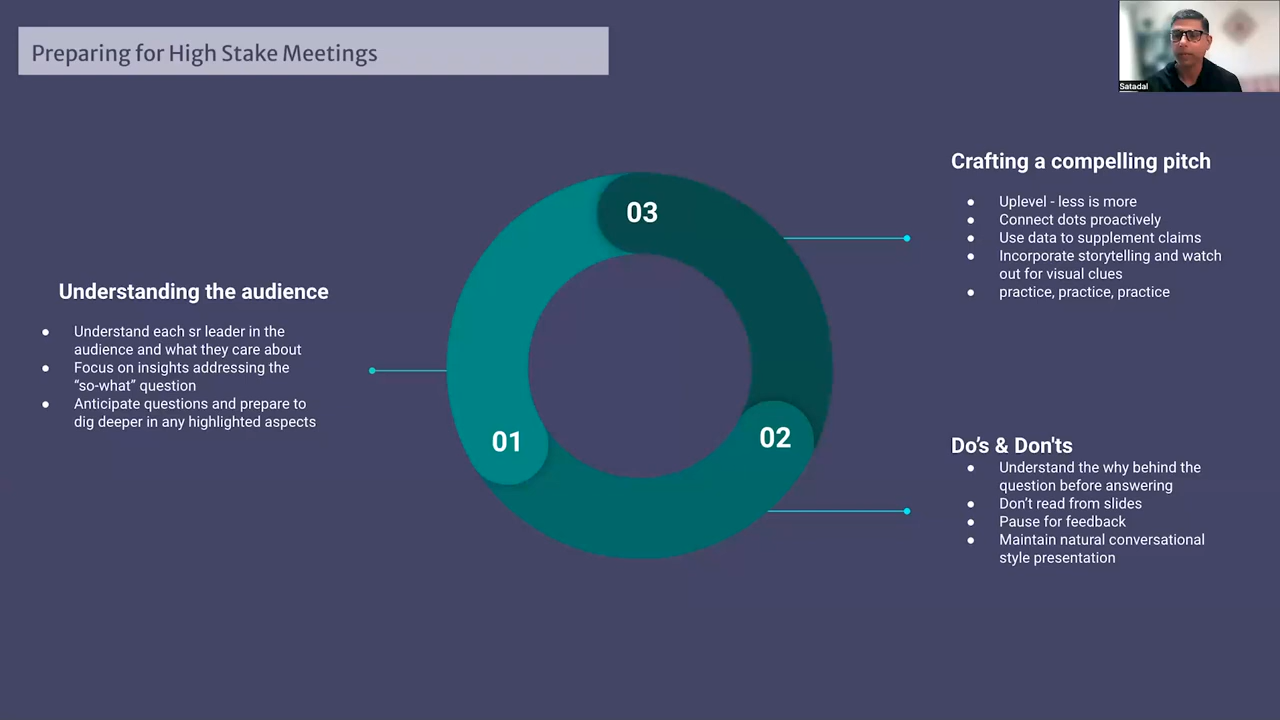 Preparing for High Stake Meetings
Satadal
Crafting a compelling pitch
● Uplevel - less is more
● Connect dots proactively
● Use data to supplement claims
● Incorporate storytelling and watch
out for visual clues
● practice, practice, practice
03
Understanding the audience
● Understand each sr leader in the
audience and what they care about
● Focus on insights addressing the
“so-what” question
● Anticipate questions and prepare to
dig deeper in any highlighted aspects
01
02
Do’s & Don'ts
● Understand the why behind the
question before answering
● Don’t read from slides
● Pause for feedback
● Maintain natural conversational
style presentation